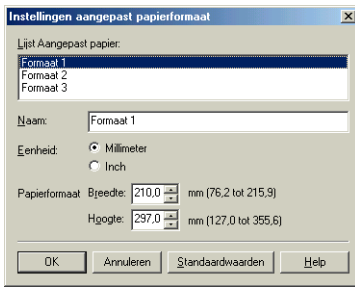 Instellingen aangepast papierformaat
Lijst Aangepast papier:
Formaat 1
Formaat 2
Formaat 3
Naam: Formaat 1
Eenheid: Millimeter
Inch
Papierformaat Breedte: 210,0 mm (76,2 tot 215,9)
Hoogte: 297,0 mm (127,0 tot 355,6)
OK Annuleren Standaardwaarden Help